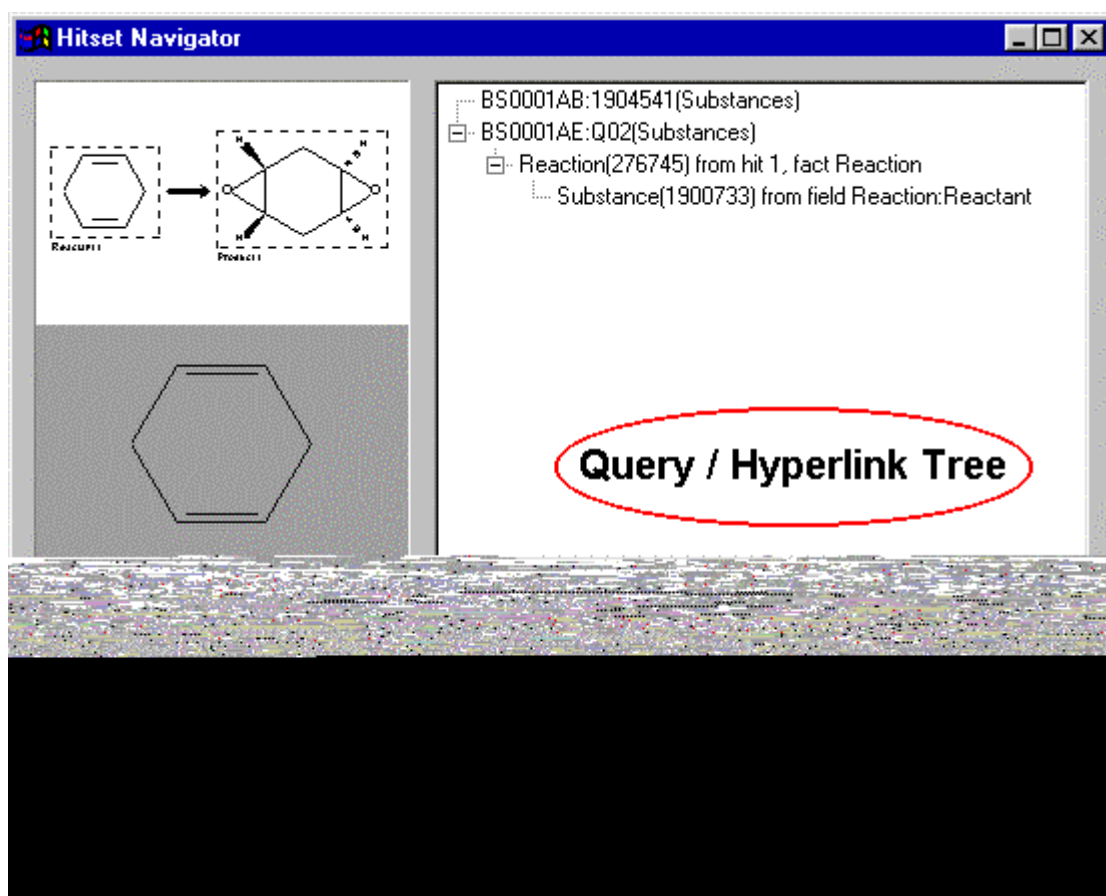 Hitset Navigator
BS0001AB:1904541(Substances)
BS0001AE:Q02(Substances)
Reaction(276745) from hit 1, fact Reaction
Substance(1900733) from field Reaction:Reactant
H H
O O
H H
Query / Hyperlink Tree